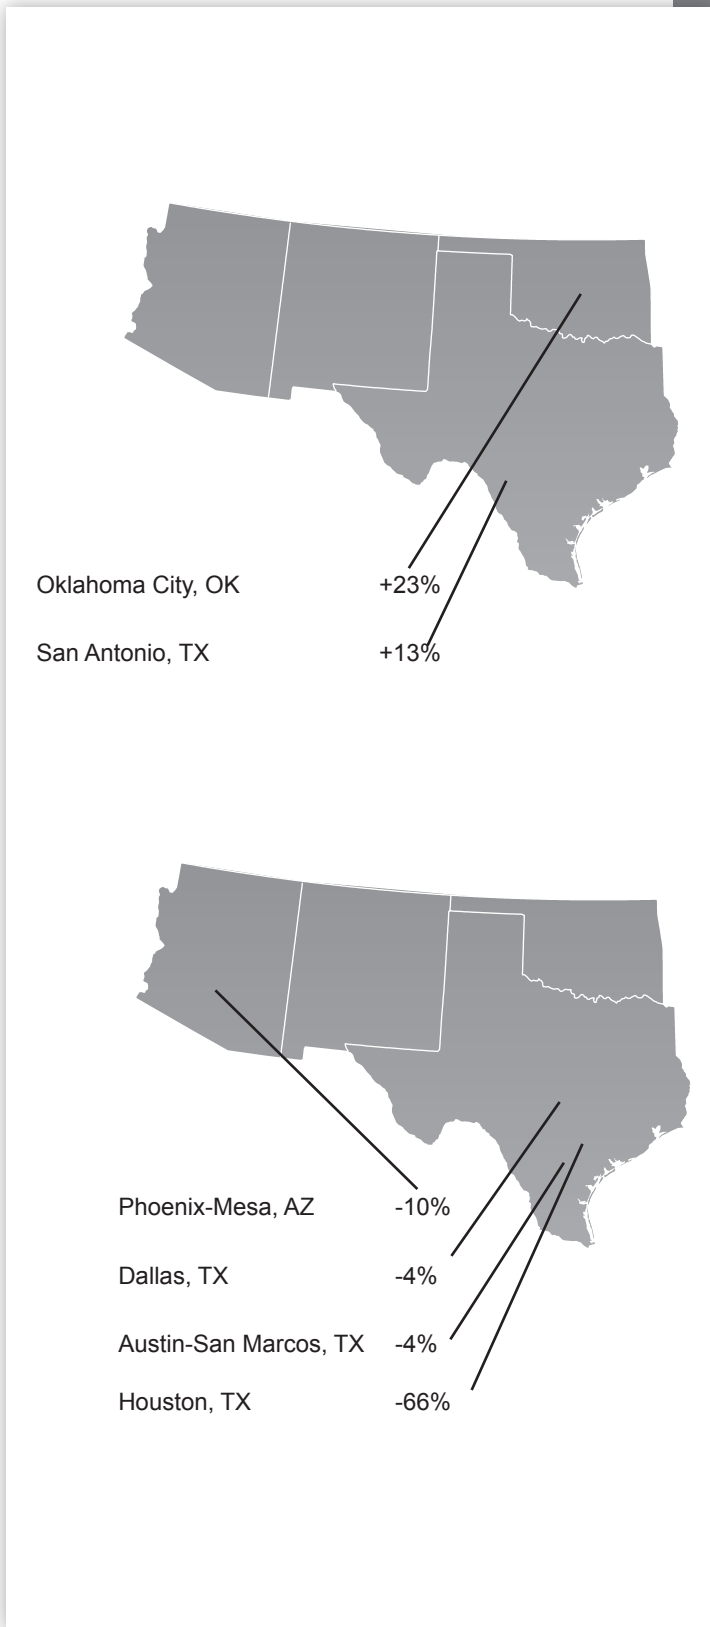 Oklahoma City, OK +23%
San Antonio, TX +13%
Phoenix-Mesa, AZ -10%
Dallas, TX -4%
Austin-San Marcos, TX -4%
Houston, TX -66%